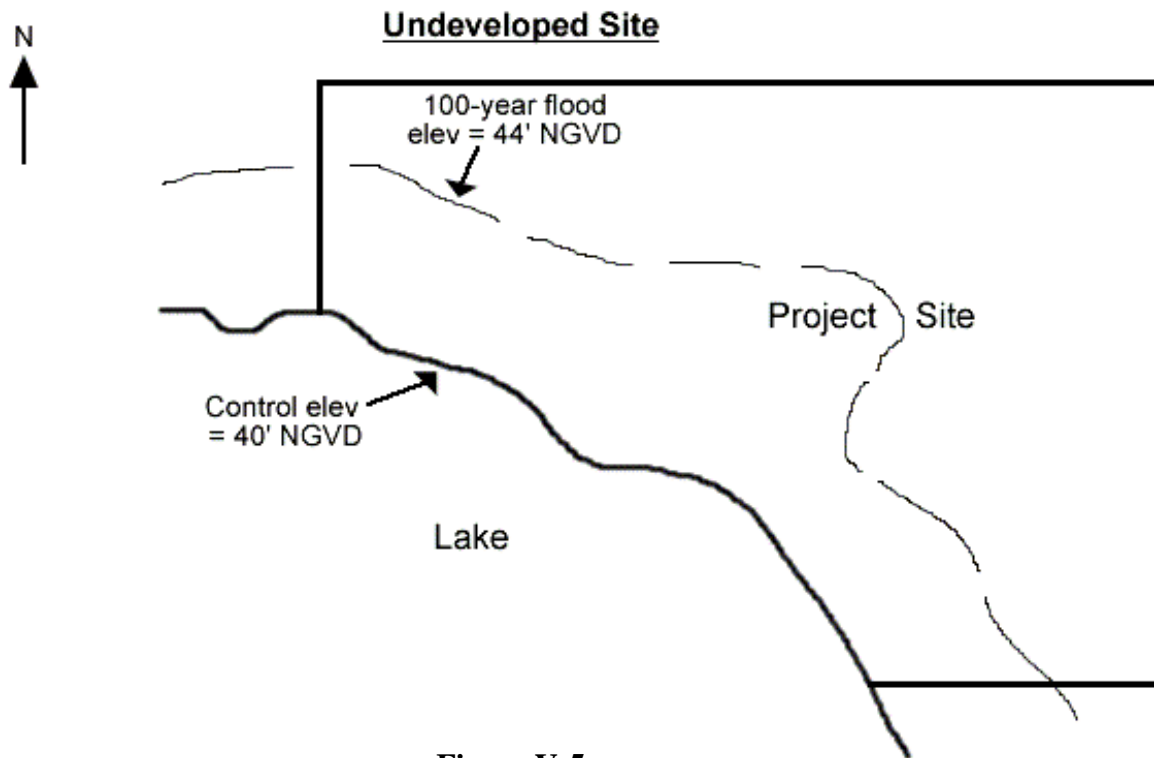 Undeveloped Site
N
100-year flood
elev = 44' NGVD
Project Site
Control elev
= 40' NGVD
Lake